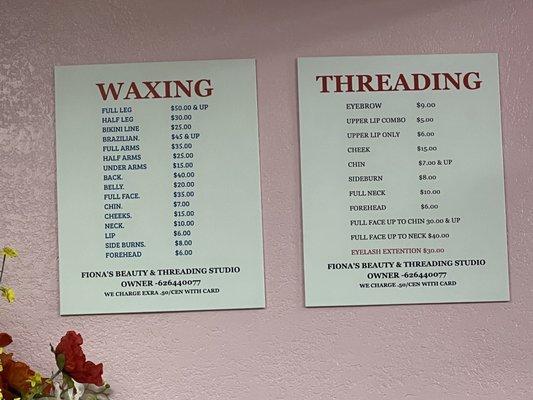 WAXING
FULL LEG $50.00 & UP
HALF LEG $30.00
BIKINI LINE $25.00
BRAZILIAN. $45 & UP
FULL ARMS $35.00
HALF ARMS $25.00
UNDER ARMS $15.00
BACK. $40.00
BELLY. $20.00
FULL FACE. $35.00
CHIN. $7.00
CHEEKS. $15.00
NECK. $10.00
LIP $6.00
SIDE BURNS. $8.00
FOREHEAD $6.00
FIONA'S BEAUTY & THREADING STUDIO
OWNER -626440077
WE CHARGE EXRA .50/CEN WITH CARD
THREADING
EYEBROW $9.00
UPPER LIP COMBO $5.00
UPPER LIP ONLY $6.00
CHEEK $15.00
CHIN $7.00 & UP
SIDEBURN $8.00
FULL NECK $10.00
FOREHEAD $6.00
FULL FACE UP TO CHIN 30.00 & UP
FULL FACE UP TO NECK $40.00
EYELASH EXTENTION $30.00
FIONA'S BEAUTY & THREADING STUDIO
OWNER -626440077
WE CHARGE .50/CEN WITH CARD